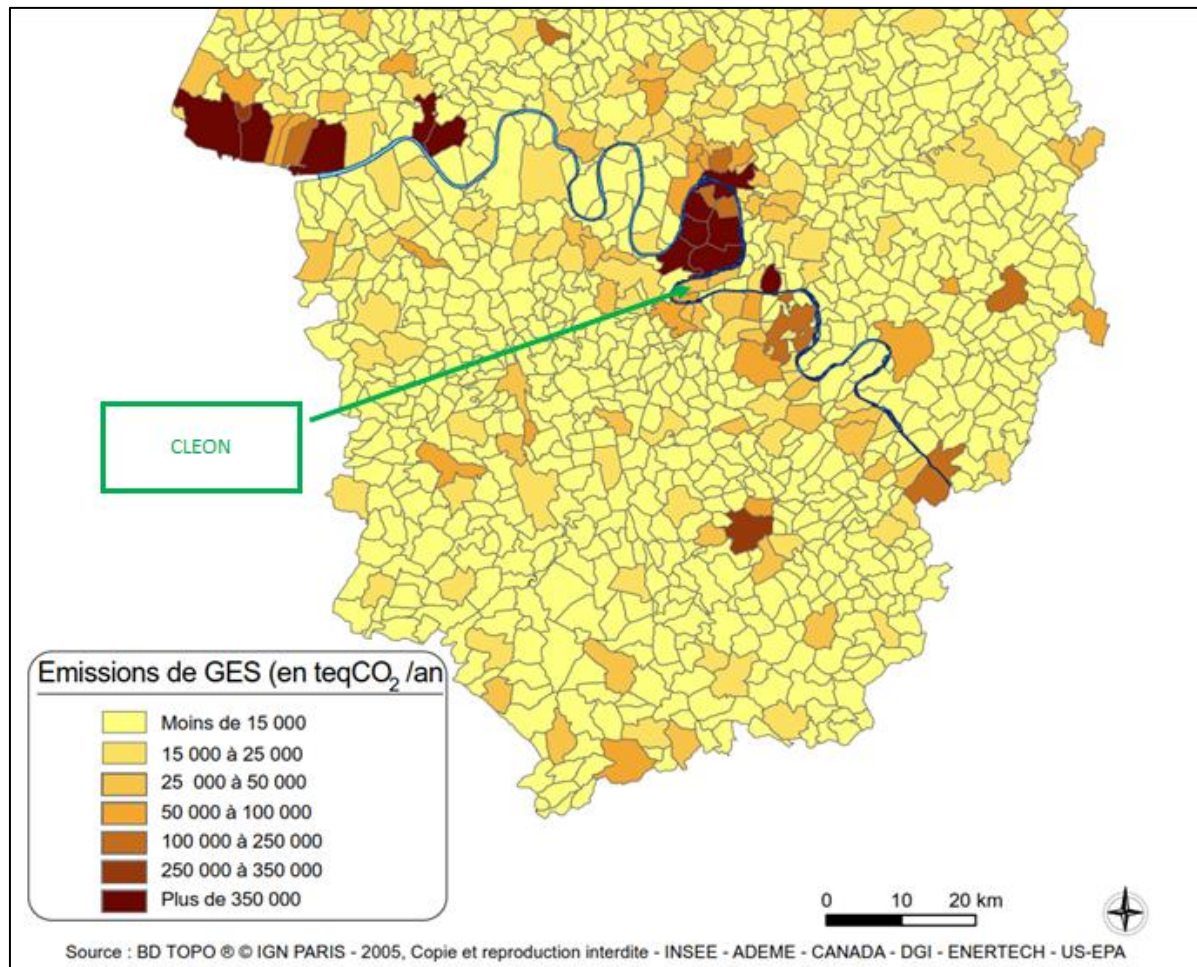 CLEON
Emissions de GES (en teqCO2 /an
Moins de 15 000
15 000 à 25 000
25 000 à 50 000
50 000 à 100 000
100 000 à 250 000
250 000 à 350 000
Plus de 350 000
0 10 20 km
Source : BD TOPO ® © IGN PARIS - 2005, Copie et reproduction interdite - INSEE - ADEME - CANADA - DGI - ENERTECH - US-EPA